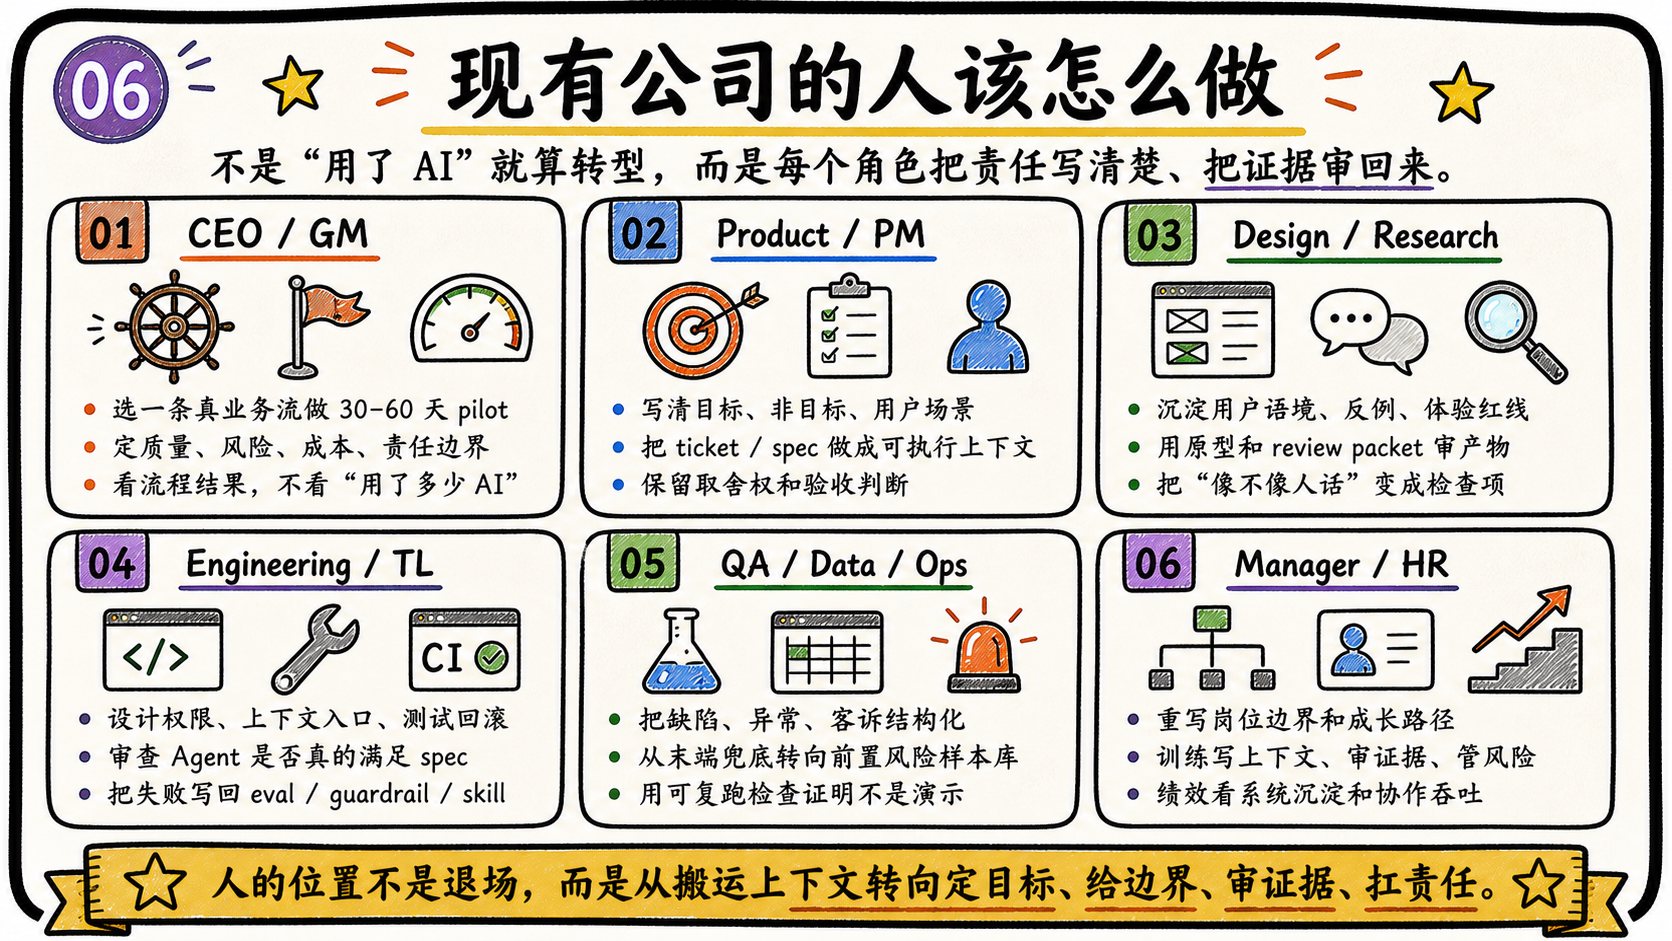 06
现有公司的人该怎么做
不是“用了 AI”就算转型，而是每个角色把责任写清楚、把证据审回来。
01 CEO / GM
选一条真业务流做 30-60 天 pilot
定质量、风险、成本、责任边界
看流程结果，不看“用了多少 AI”
02 Product / PM
写清目标、非目标、用户场景
把 ticket / spec 做成可执行上下文
保留取舍权和验收判断
03 Design / Research
沉淀用户语境、反例、体验红线
用原型和 review packet 审产物
把“像不像人话”变成检查项
04 Engineering / TL
</>
CI
设计权限、上下文入口、测试回滚
审查 Agent 是否真的满足 spec
把失败写回 eval / guardrail / skill
05 QA / Data / Ops
把缺陷、异常、客诉结构化
从末端兜底转向前置风险样本库
用可复跑检查证明不是演示
06 Manager / HR
重写岗位边界和成长路径
训练写上下文、审证据、管风险
绩效看系统沉淀和协作吞吐
人的位置不是退场，而是从搬运上下文转向定目标、给边界、审证据、扛责任。